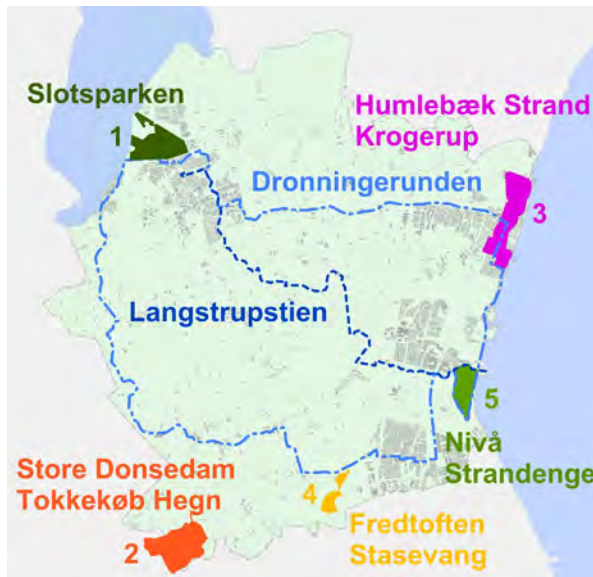 Slotsparken
1
Humlebæk Strand
Krogerup
Dronningerunden
3
Langstrupstien
5
Nivå
Strandenge
Store Donsedam
Tokkekøb Hegn
4
2
Fredtoften
Stasevang